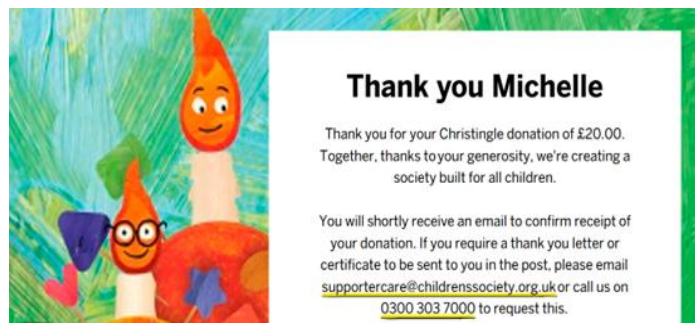 Thank you Michelle
Thank you for your Christingle donation of £20.00.
Together, thanks to your generosity, we're creating a
society built for all children.
You will shortly receive an email to confirm receipt of
your donation. If you require a thank you letter or
certificate to be sent to you in the post, please email
supportercare@childrenssociety.org.uk or call us on
0300 303 7000 to request this.